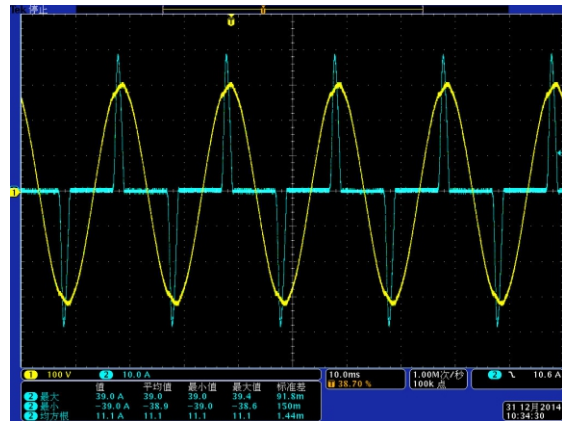 Tek 停止
1
1 100 V
2 10.0 A
10.0ms
T 38.70 %
1.00M次/秒
100k 点
2 10.6 A
值 平均值 最小值 最大值 标准差
2 最大 39.0 A 39.0 39.0 39.4 91.8m
2 最小 -39.0 A -38.9 -39.0 -38.6 150m
2 均方根 11.1 A 11.1 11.1 11.1 1.44m
31 12月 2014
10:34:30